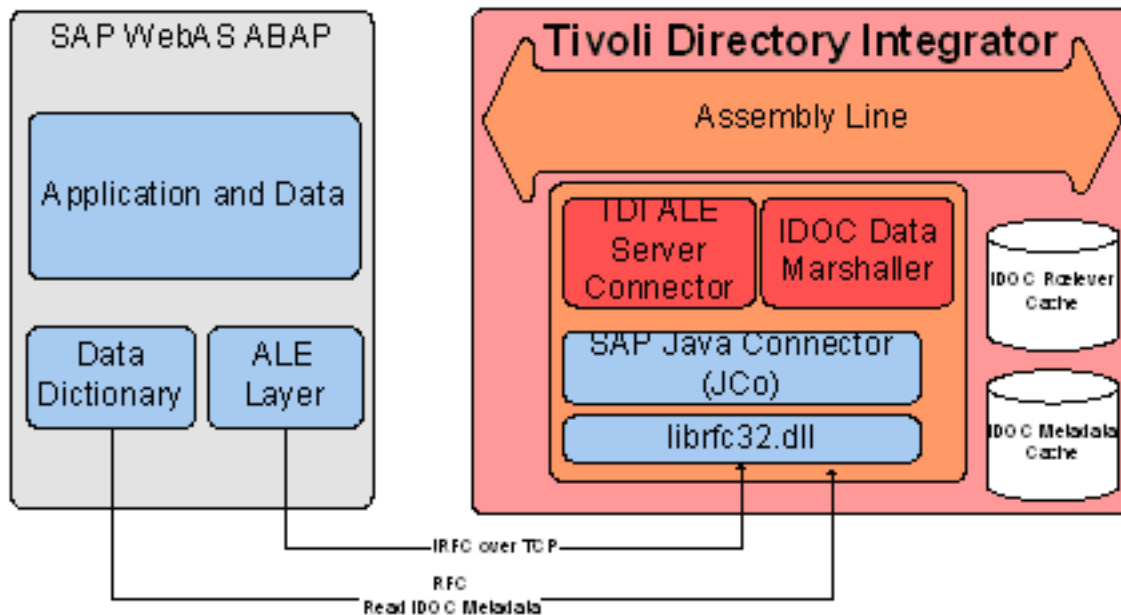 SAP WebAS ABAP
Application and Data
Data
Dictionary
ALE
Layer
Tivoli Directory Integrator
Assembly Line
TDI ALE
Server
Connector
IDOC Data
Marshaller
SAP Java Connector
(JCo)
librfc32.dll
IDOC
Cache
IDOC Metadata
Cache
tRFC over TCP
RFC
Read IDOC Metadata